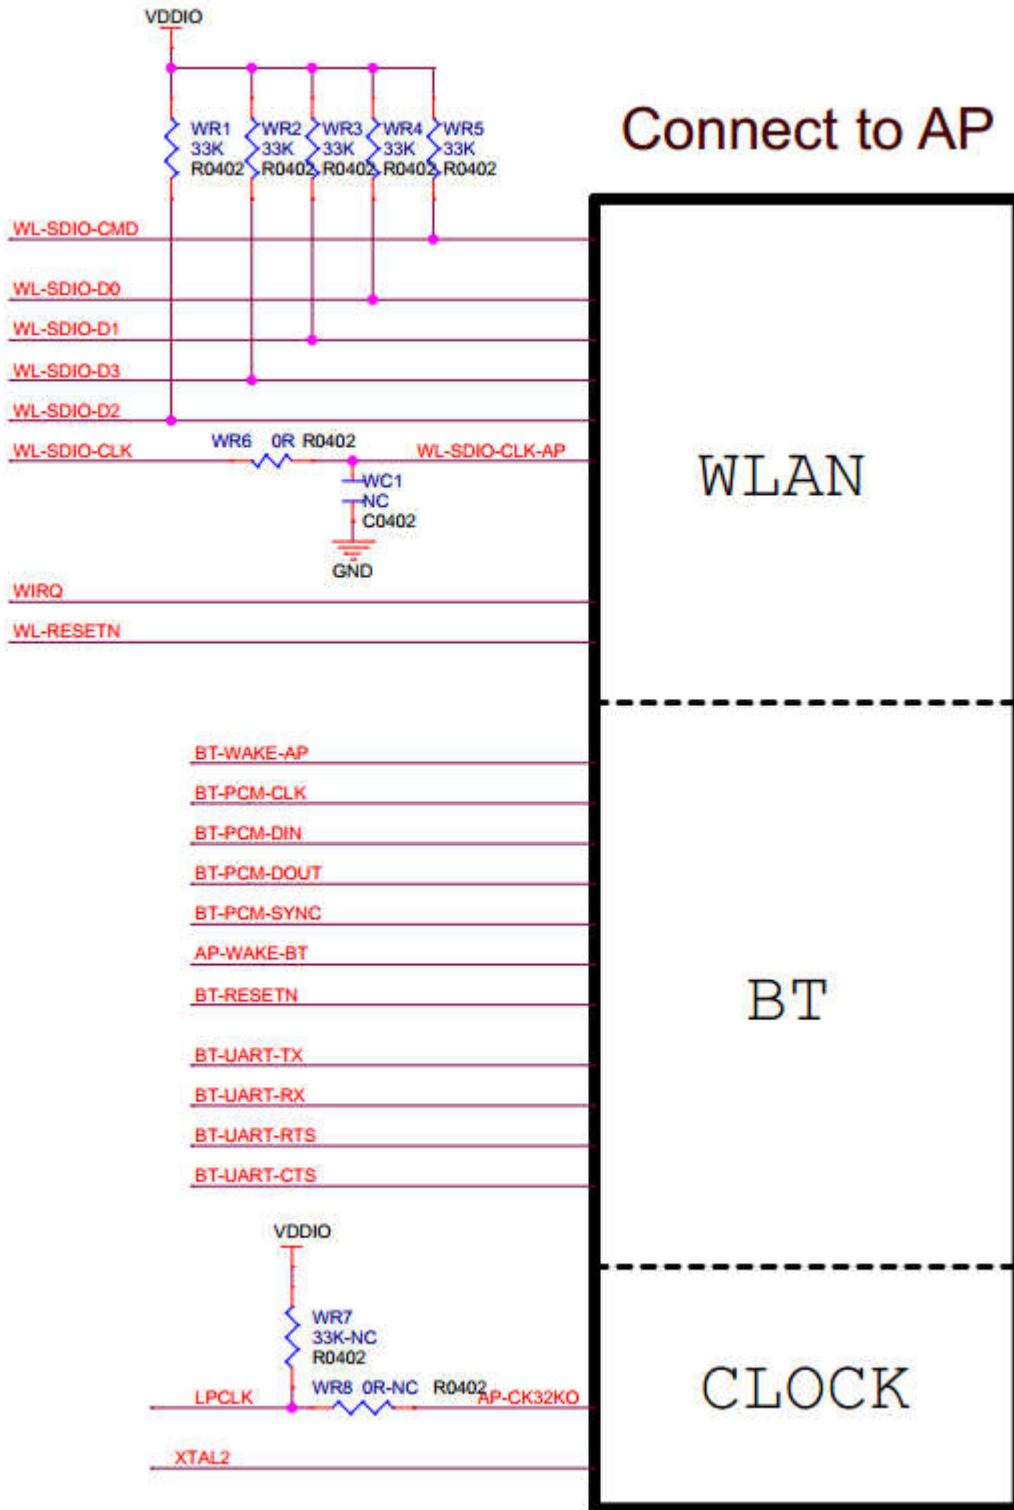 VDDIO
WR1 WR2 WR3 WR4 WR5
33K 33K 33K 33K 33K
R0402 R0402 R0402 R0402 R0402
Connect to AP
WL-SDIO-CMD
WL-SDIO-D0
WL-SDIO-D1
WL-SDIO-D3
WL-SDIO-D2
WL-SDIO-CLK WR6 0R R0402 WL-SDIO-CLK-AP
WC1
NC
C0402
GND
WLAN
WIRQ
WL-RESETN
BT-WAKE-AP
BT-PCM-CLK
BT-PCM-DIN
BT-PCM-DOUT
BT-PCM-SYNC
AP-WAKE-BT
BT-RESETN
BT
BT-UART-TX
BT-UART-RX
BT-UART-RTS
BT-UART-CTS
VDDIO
WR7
33K-NC
R0402
LPCLK WR8 0R-NC R0402 AP-CK32KO
CLOCK
XTAL2